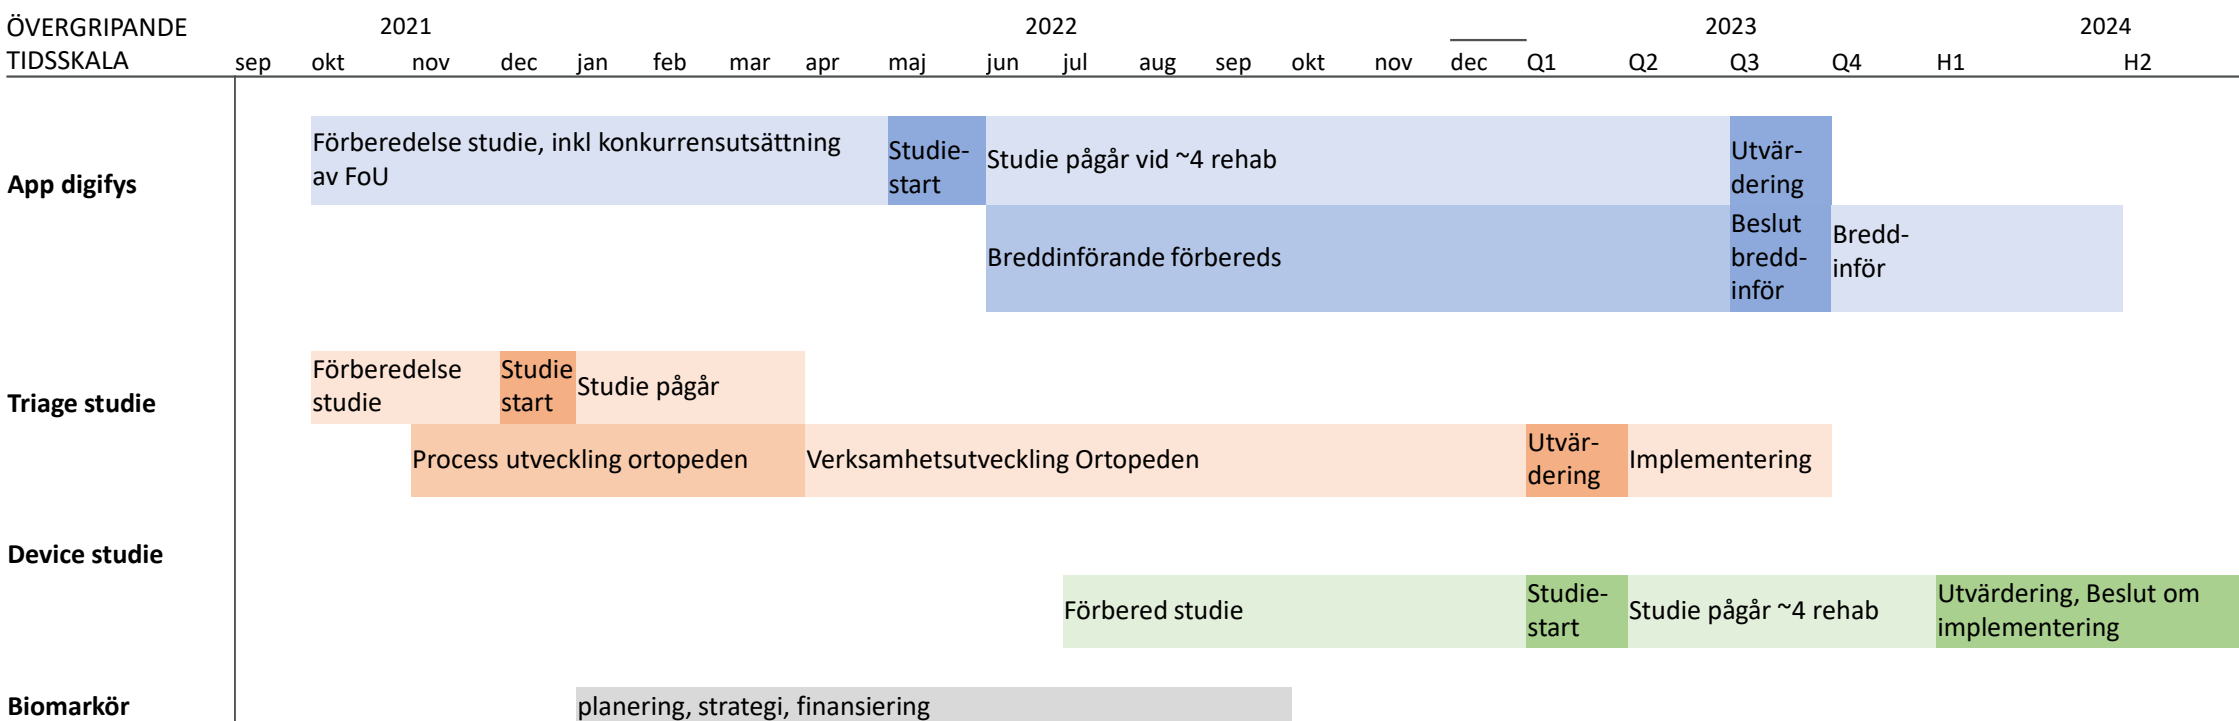 ÖVERGRIPANDE 2021 2022 2023 2024
TIDSSKALA sep okt nov dec jan feb mar apr maj jun jul aug sep okt nov dec Q1 Q2 Q3 Q4 H1 H2
App digifys
Förberedelse studie, inkl konkurrensutsättning
av FoU
Studie-
start
Studie pågår vid ~4 rehab
Utvär-
dering
Breddinförande förbereds
Beslut
bredd-
inför
Bredd-
inför
Triage studie
Förberedelse
studie
Studie
start
Studie pågår
Process utveckling ortopeden
Verksamhetsutveckling Ortopeden
Utvär-
dering
Implementering
Device studie
Förbered studie
Studie-
start
Studie pågår ~4 rehab
Utvärdering, Beslut om
implementering
Biomarkör
planering, strategi, finansiering